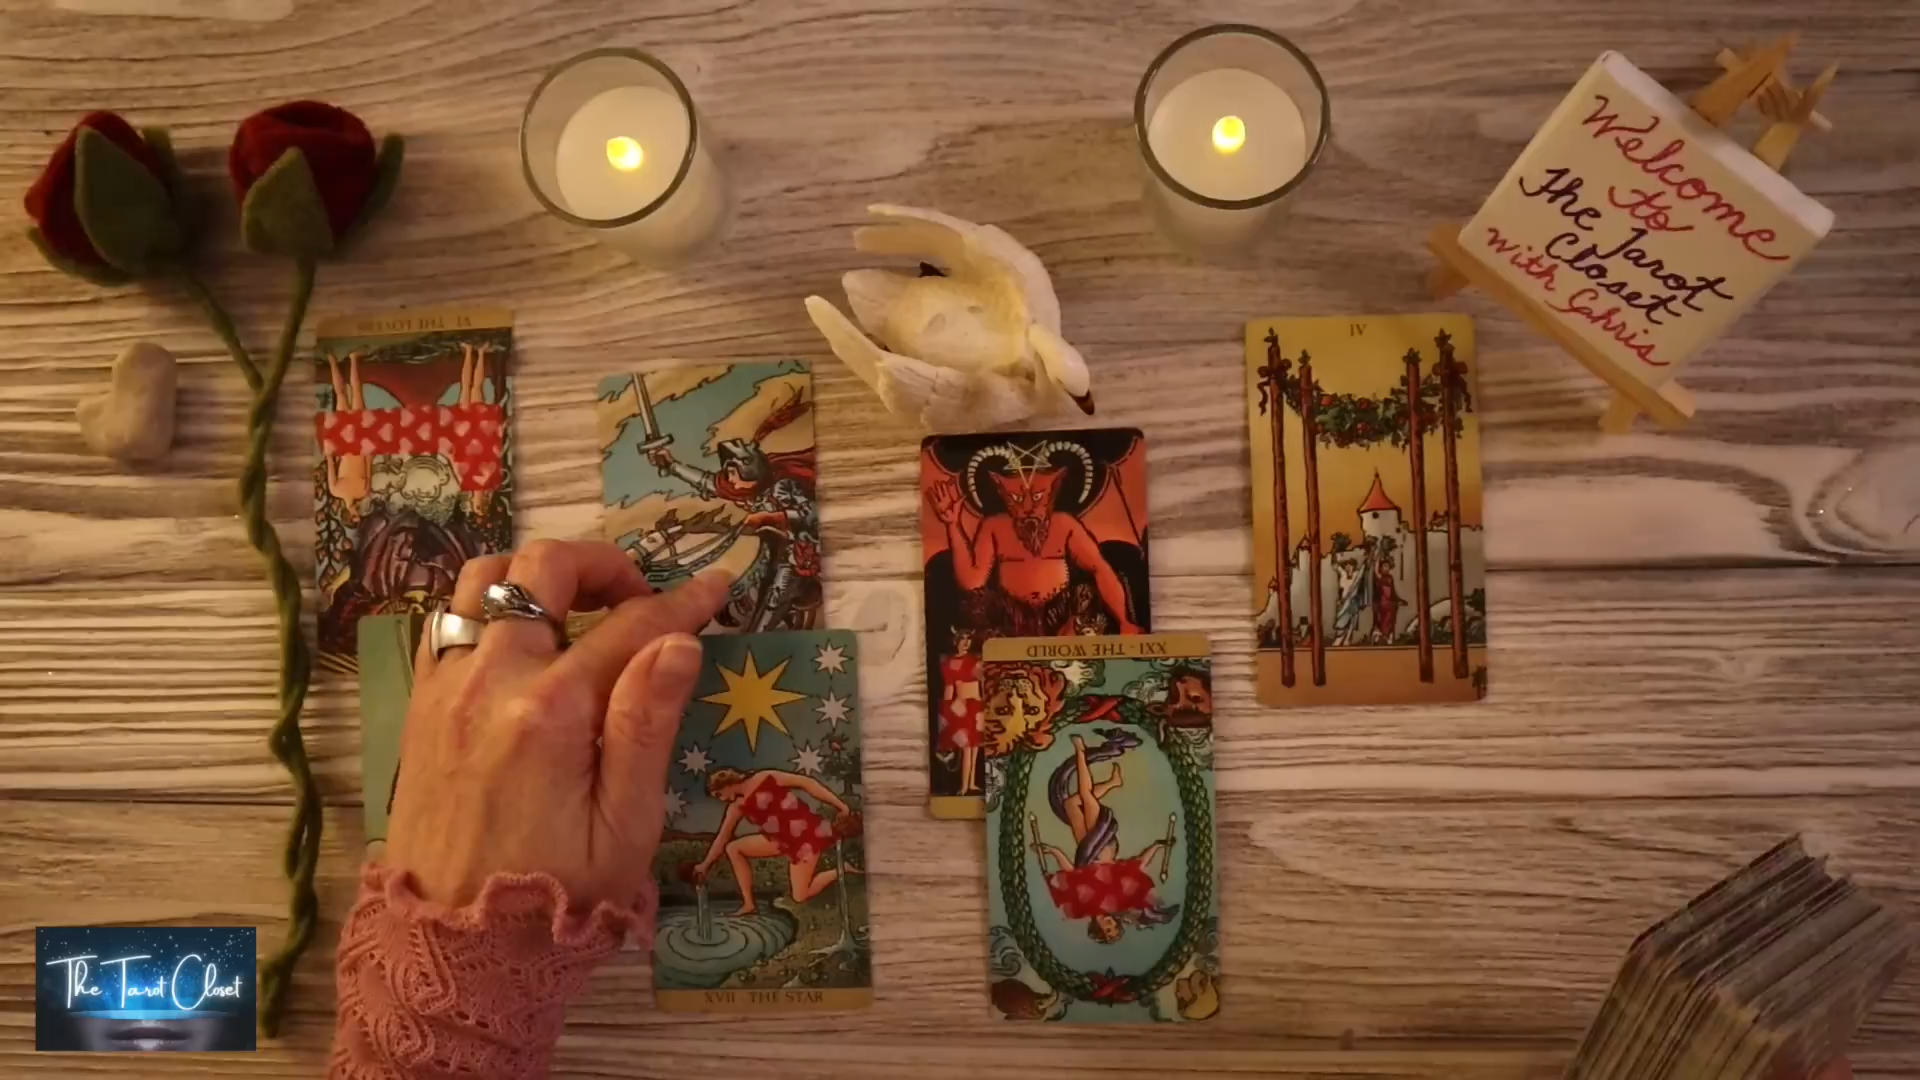 Welcome
to
The Tarot
Closet
with Sahris
VI THE LOVERS
IV
XXI - THE WORLD
XVII THE STAR
The Tarot Closet